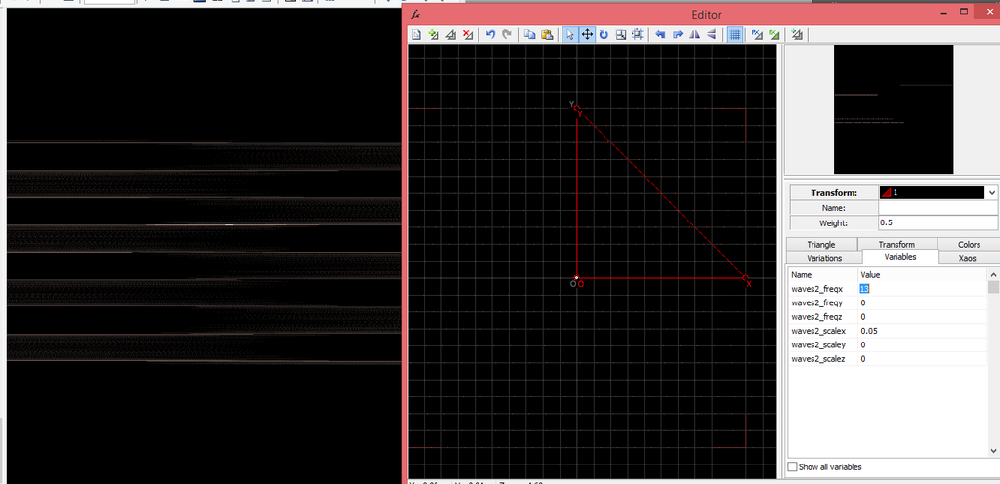 Editor
Y
Y
O O
X
Transform: 1
Name:
Weight: 0.5
Triangle Transform Colors
Variations Variables Xaos
Name Value
waves2_freqx 13
waves2_freqy 0
waves2_freqz 0
waves2_scalex 0.05
waves2_scaley 0
waves2_scalez 0
Show all variables